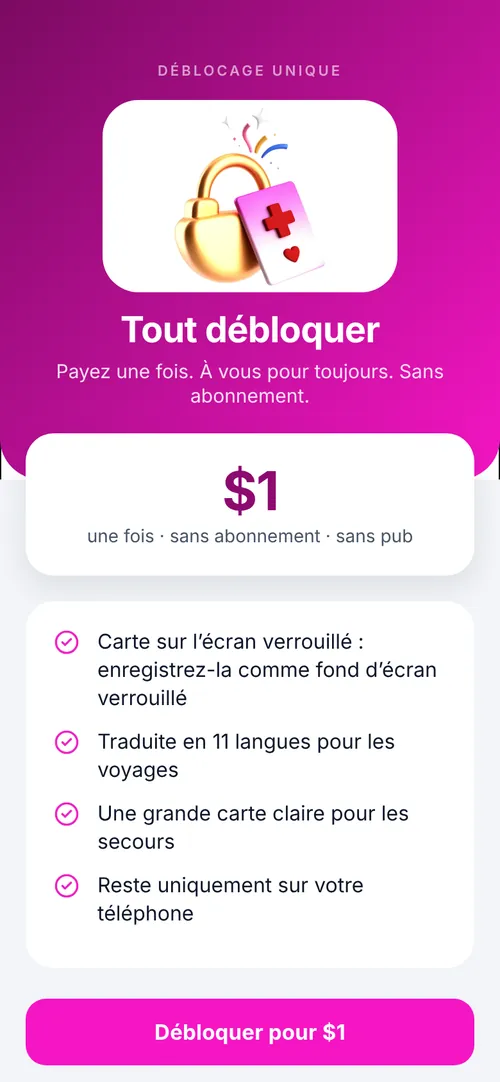 DÉBLOCAGE UNIQUE
Tout débloquer
Payez une fois. À vous pour toujours. Sans
abonnement.
$1
une fois · sans abonnement · sans pub
Carte sur l’écran verrouillé :
enregistrez-la comme fond d’écran
verrouillé
Traduite en 11 langues pour les
voyages
Une grande carte claire pour les
secours
Reste uniquement sur votre
téléphone
Débloquer pour $1